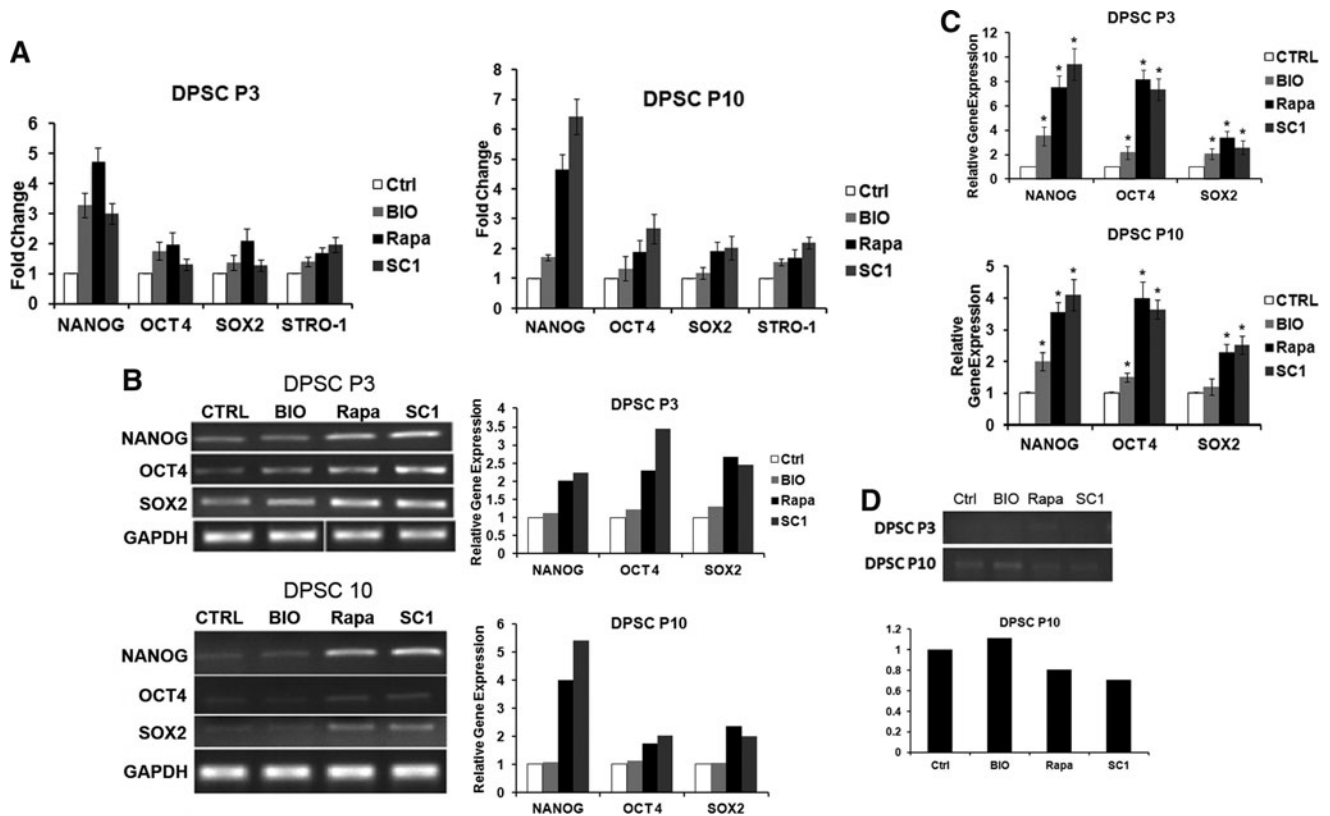 A
DPSC P3
Fold Change
6
5
4
3
2
1
0
NANOG OCT4 SOX2 STRO-1
Ctrl
BIO
Rapa
SC1
DPSC P10
Fold Change
8
7
6
5
4
3
2
1
0
NANOG OCT4 SOX2 STRO-1
Ctrl
BIO
Rapa
SC1
B
DPSC P3
CTRL BIO Rapa SC1
NANOG
OCT4
SOX2
GAPDH
DPSC P3
Relative Gene Expression
4
3.5
3
2.5
2
1.5
1
0.5
0
NANOG OCT4 SOX2
Ctrl
BIO
Rapa
SC1
DPSC 10
CTRL BIO Rapa SC1
NANOG
OCT4
SOX2
GAPDH
DPSC P10
Relative Gene Expression
6
5
4
3
2
1
0
NANOG OCT4 SOX2
C
DPSC P3
Relative GeneExpression
12
10
8
6
4
2
0
* * * * * * * * *
NANOG OCT4 SOX2
CTRL
BIO
Rapa
SC1
DPSC P10
Relative
GeneExpression
5
4
3
2
1
0
* * * * * * * *
NANOG OCT4 SOX2
CTRL
BIO
Rapa
SC1
D
Ctrl BIO Rapa SC1
DPSC P3
DPSC P10
DPSC P10
1.2
1
0.8
0.6
0.4
0.2
0
Ctrl BIO Rapa SC1